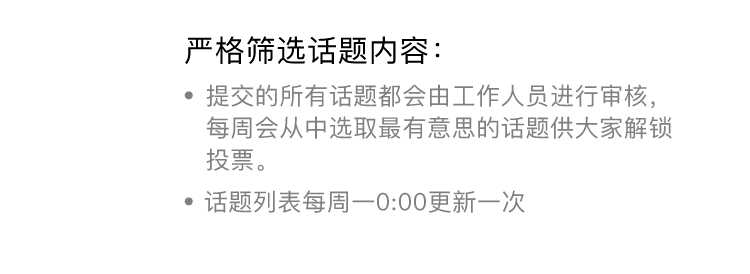 严格筛选话题内容：
• 提交的所有话题都会由工作人员进行审核，
每周会从中选取最有意思的话题供大家解锁
投票。
• 话题列表每周一0:00更新一次